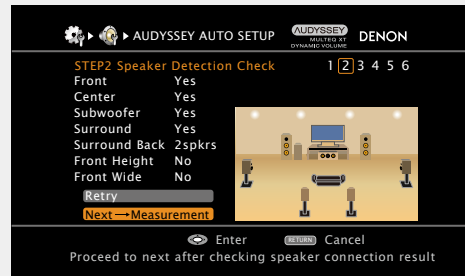 AUDYSSEY AUTO SETUP
AUDYSSEY
MULTEQ XT
DYNAMIC VOLUME
DENON
STEP2 Speaker Detection Check
1 2 3 4 5 6
Front Yes
Center Yes
Subwoofer Yes
Surround Yes
Surround Back 2spkrs
Front Height No
Front Wide No
Retry
Next→Measurement
Enter
RETURN Cancel
Proceed to next after checking speaker connection result